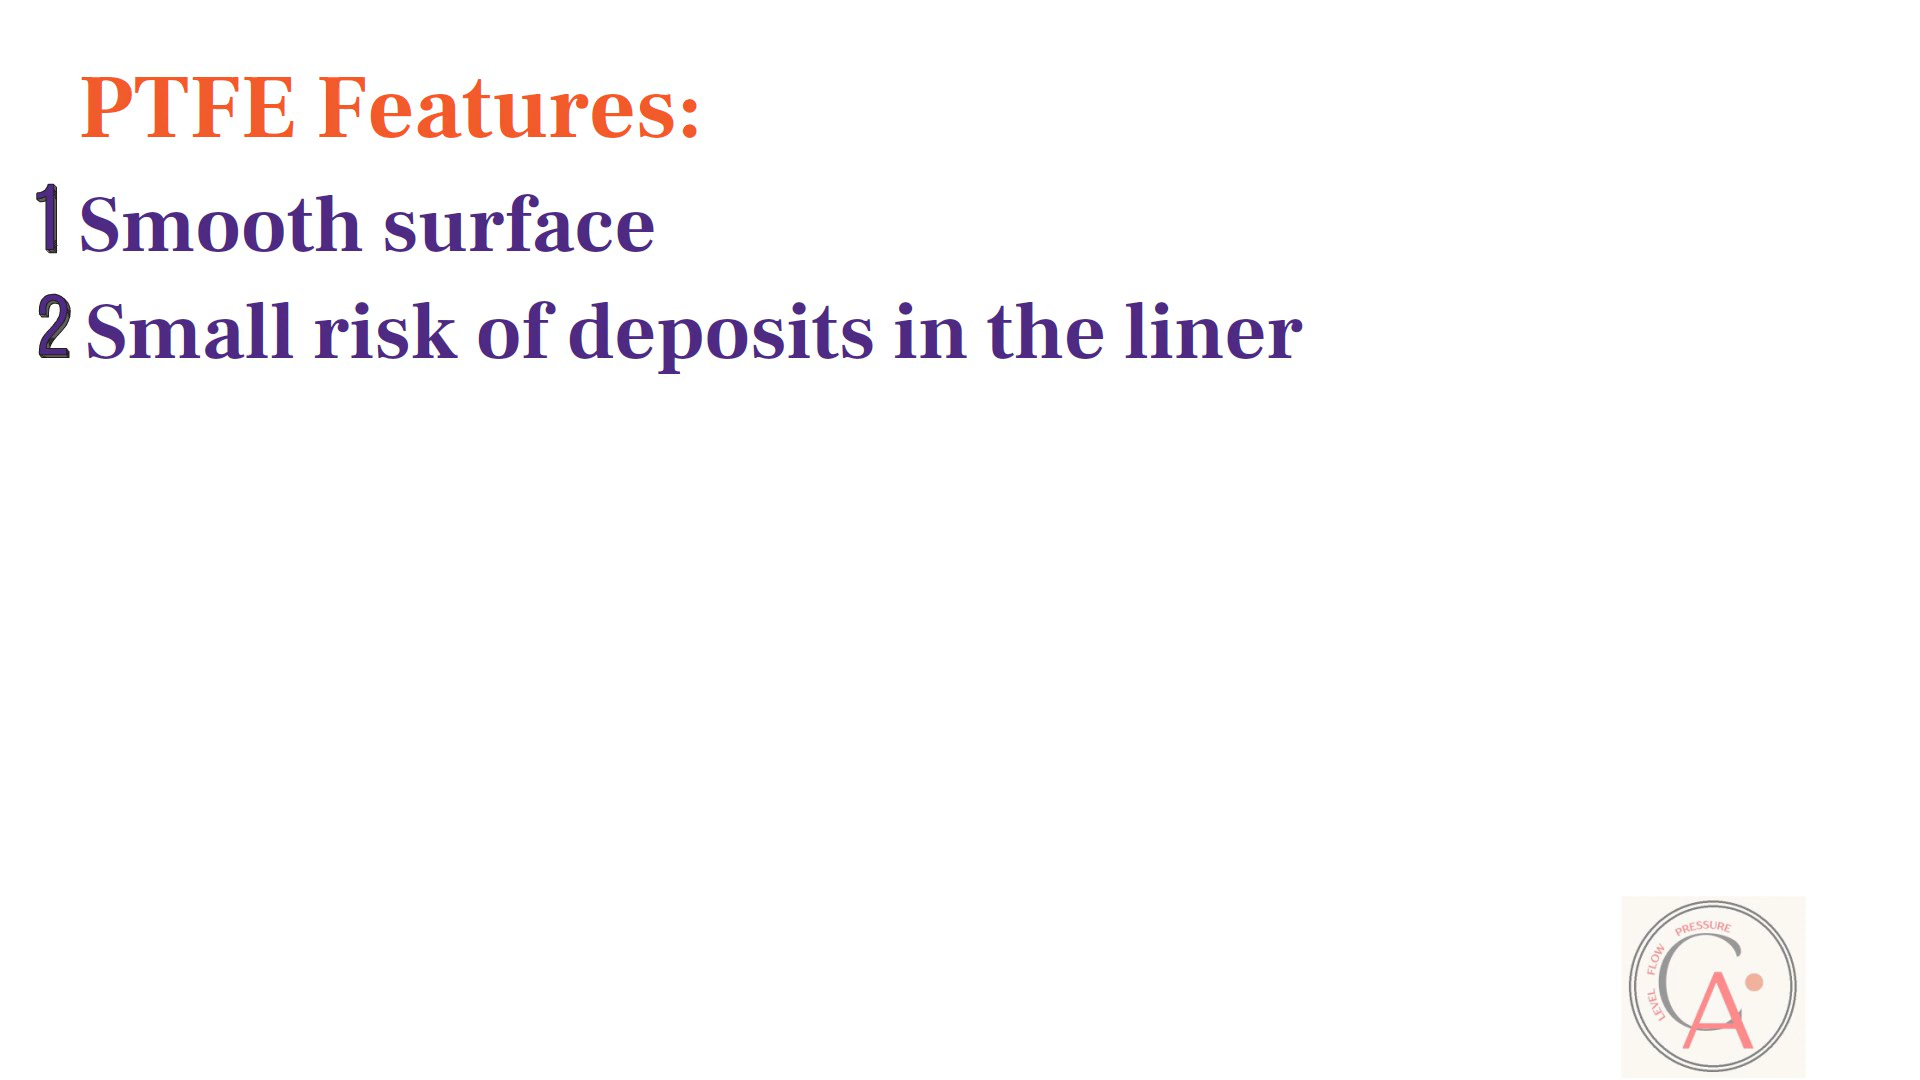 PTFE Features:
1 Smooth surface
2 Small risk of deposits in the liner
LEVEL FLOW PRESSURE
CA